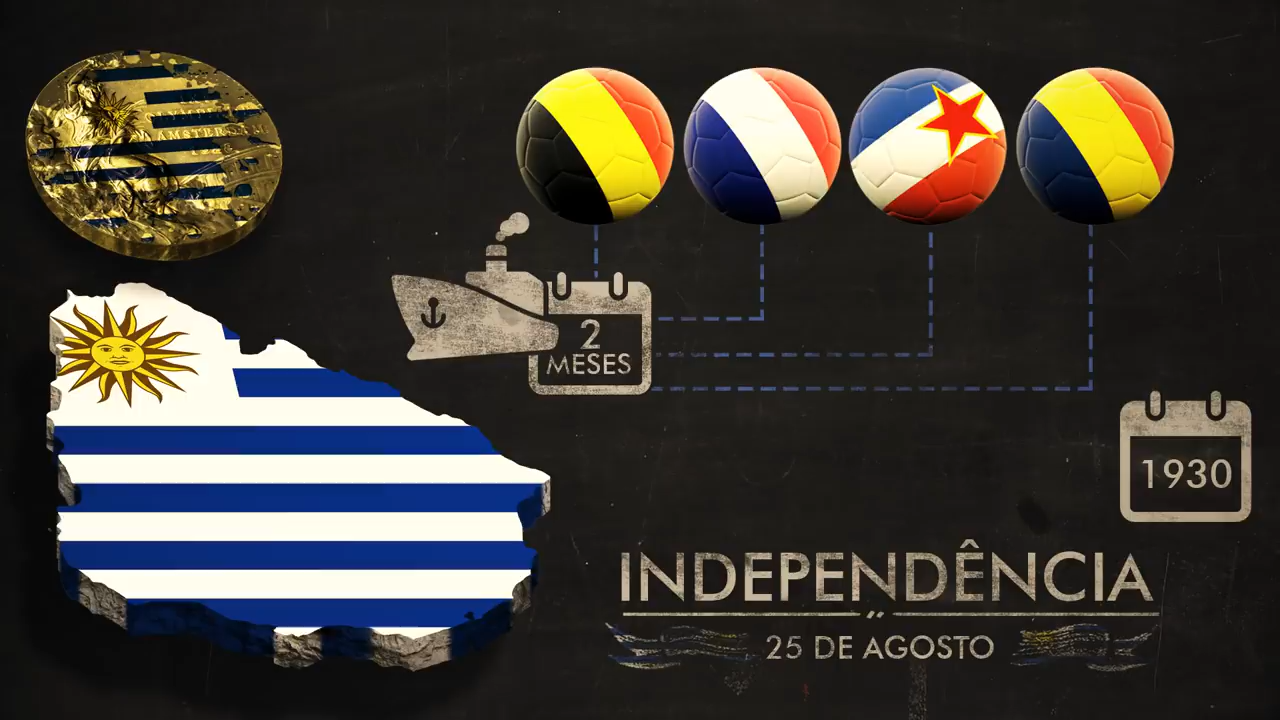 AMSTERDAM
2
MESES
1930
INDEPENDÊNCIA
25 DE AGOSTO